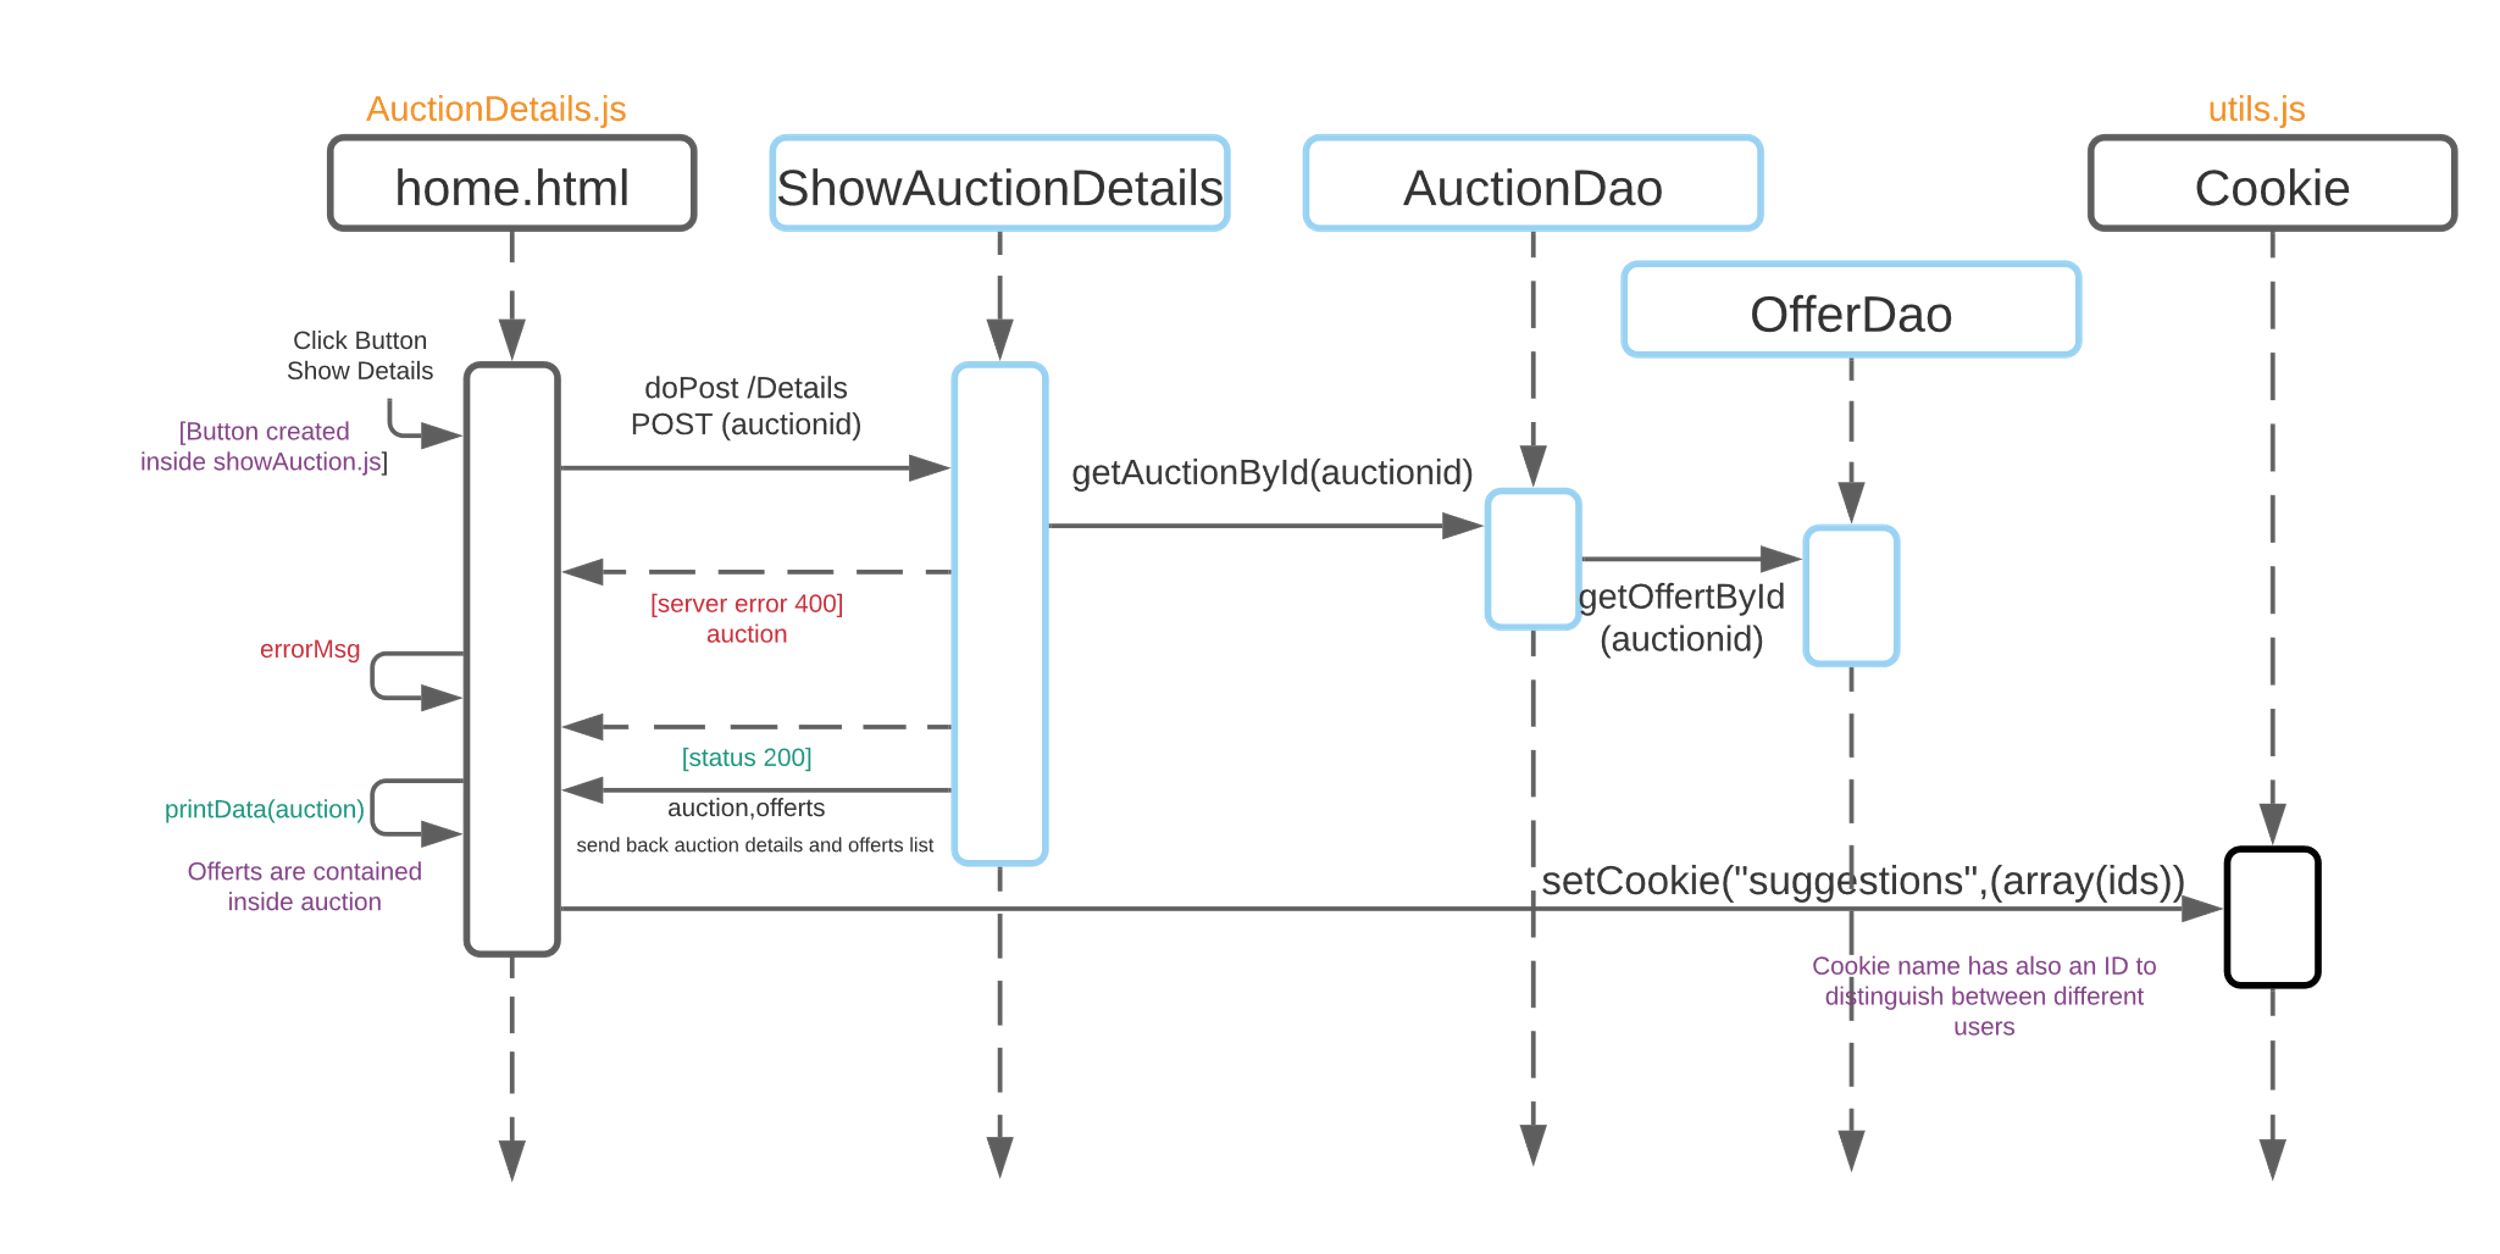 AuctionDetails.js
utils.js
home.html
ShowAuctionDetails
AuctionDao
Cookie
OfferDao
Click Button
Show Details
[Button created
inside showAuction.js]
doPost /Details
POST (auctionid)
getAuctionById(auctionid)
getOffertById
(auctionid)
[server error 400]
auction
errorMsg
[status 200]
auction,offerts
send back auction details and offerts list
printData(auction)
Offerts are contained
inside auction
setCookie("suggestions",(array(ids))
Cookie name has also an ID to
distinguish between different
users